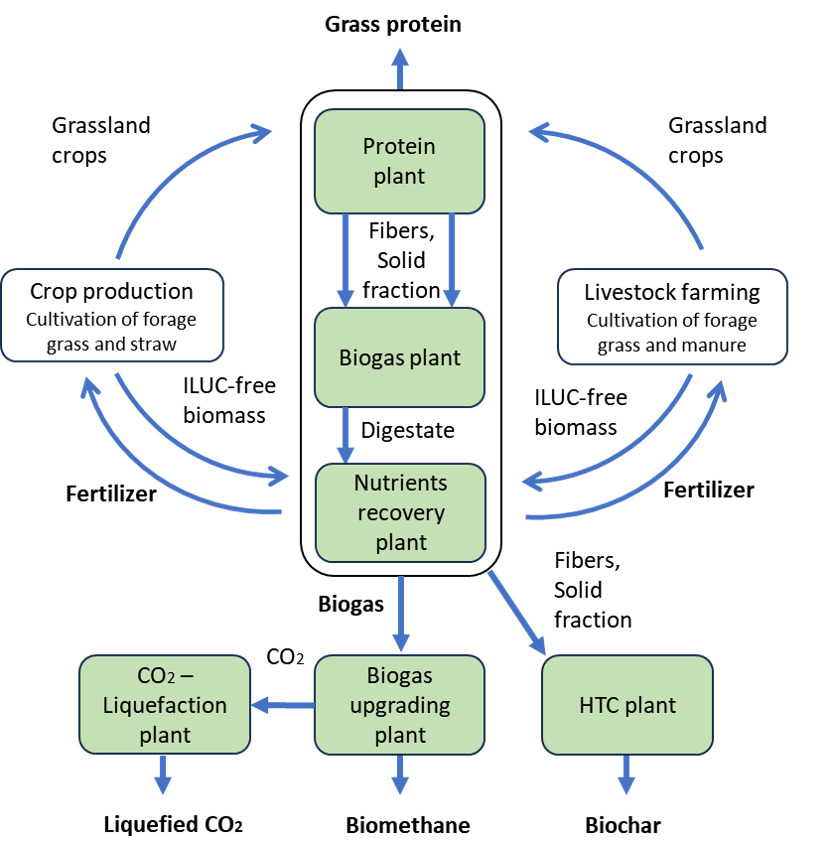 Grass protein
Grassland
crops
Protein
plant
Grassland
crops
Fibers,
Solid
fraction
Crop production
Cultivation of forage
grass and straw
Livestock farming
Cultivation of forage
grass and manure
Biogas plant
ILUC-free
biomass
ILUC-free
biomass
Digestate
Fertilizer
Nutrients
recovery
plant
Fertilizer
Fibers,
Solid
fraction
Biogas
CO₂
CO₂ –
Liquefaction
plant
Biogas
upgrading
plant
HTC plant
Liquefied CO₂
Biomethane
Biochar